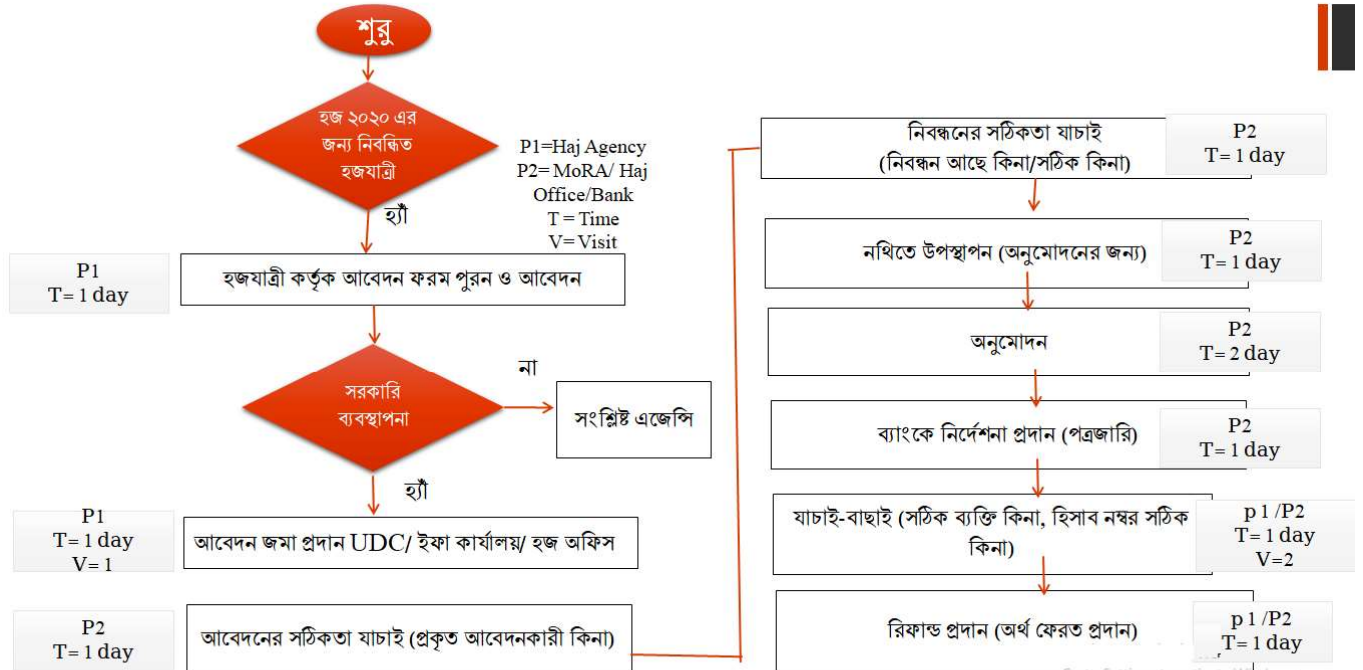 শুরু
হজ ২০২০ এর
জন্য নিবন্ধিত
হজযাত্রী
P1=Haj Agency
P2= MoRA/ Haj
Office/Bank
T = Time
V= Visit
হ্যাঁ
P1
T= 1 day
হজযাত্রী কর্তৃক আবেদন ফরম পুরন ও আবেদন
সরকারি
ব্যবস্থাপনা
না
সংশ্লিষ্ট এজেন্সি
হ্যাঁ
P1
T= 1 day
V= 1
আবেদন জমা প্রদান UDC/ ইফা কার্যালয়/ হজ অফিস
P2
T= 1 day
আবেদনের সঠিকতা যাচাই (প্রকৃত আবেদনকারী কিনা)
নিবন্ধনের সঠিকতা যাচাই
(নিবন্ধন আছে কিনা/সঠিক কিনা)
P2
T= 1 day
নথিতে উপস্থাপন (অনুমোদনের জন্য)
P2
T= 1 day
অনুমোদন
P2
T= 2 day
ব্যাংকে নির্দেশনা প্রদান (পত্রজারি)
P2
T= 1 day
যাচাই-বাছাই (সঠিক ব্যক্তি কিনা, হিসাব নম্বর সঠিক
কিনা)
p 1 /P2
T= 1 day
V=2
রিফান্ড প্রদান (অর্থ ফেরত প্রদান)
p 1 /P2
T= 1 day